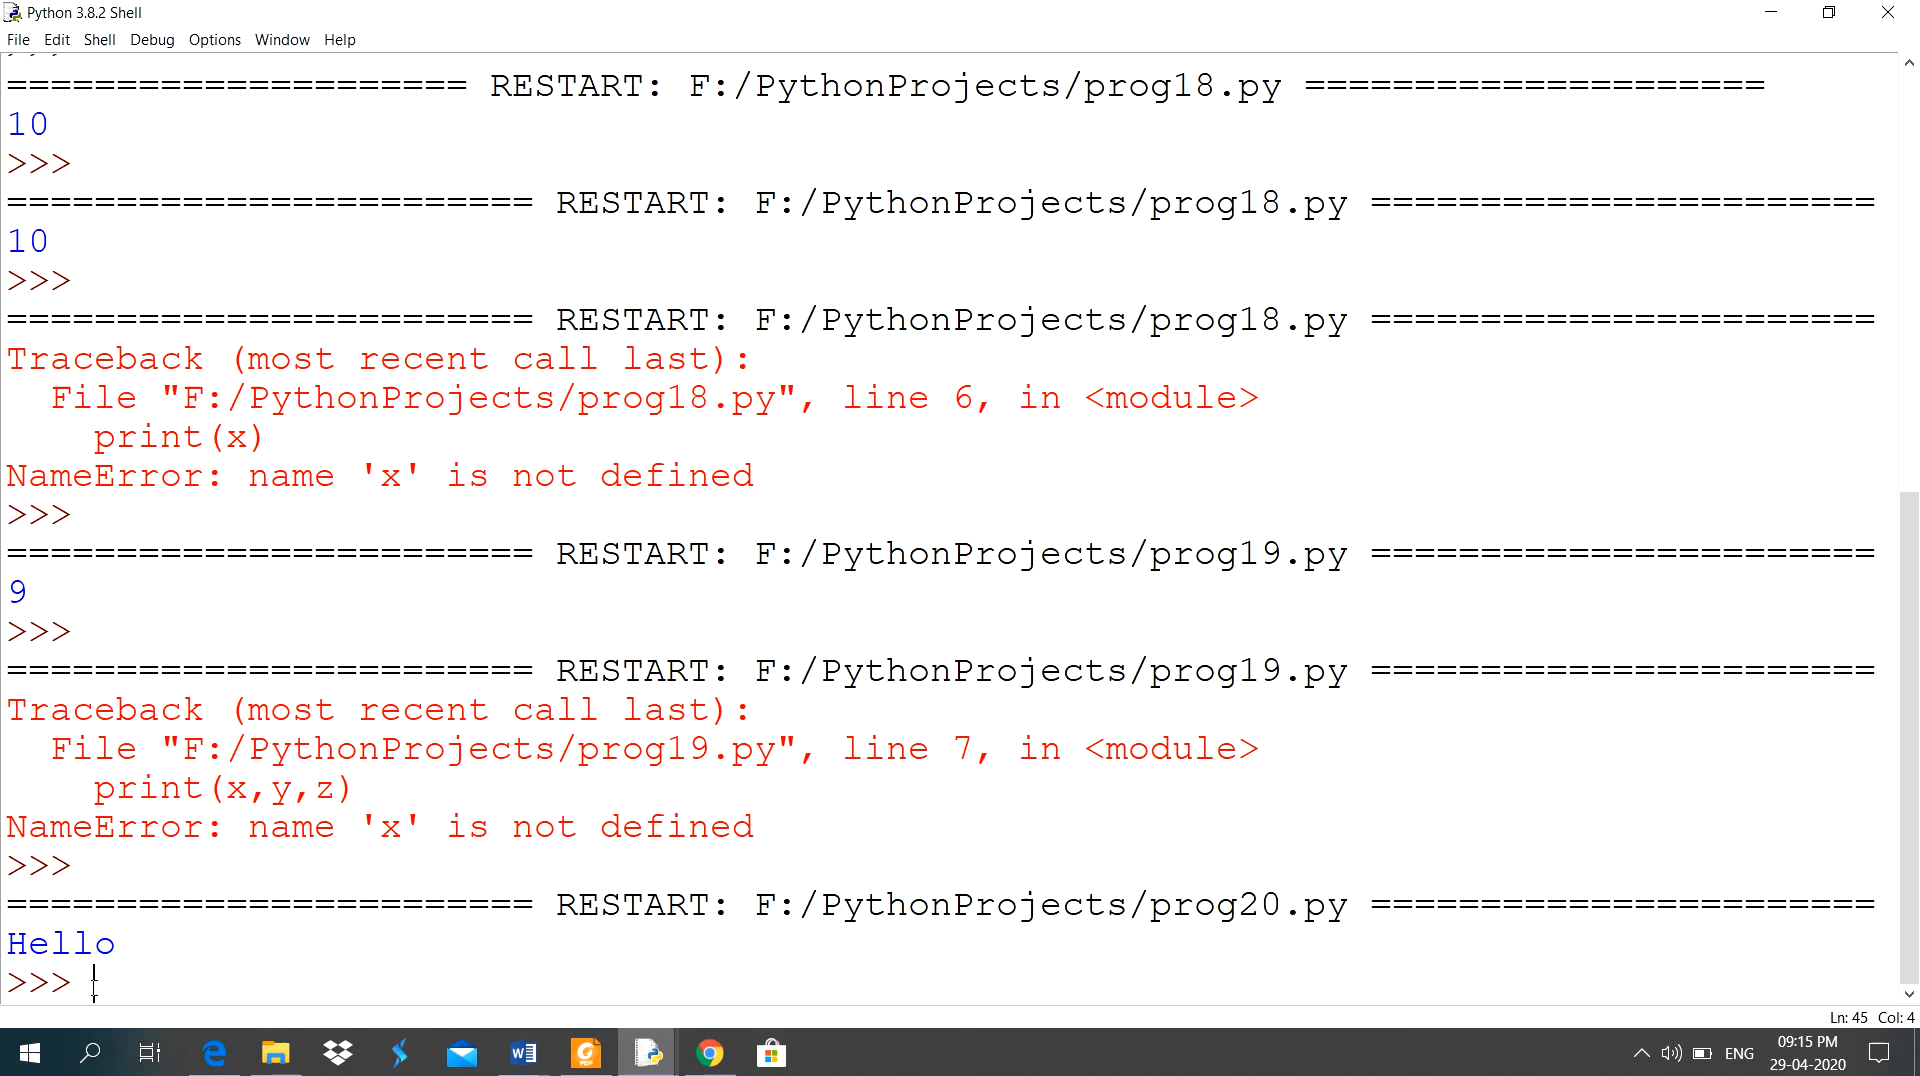 Python 3.8.2 Shell
File Edit Shell Debug Options Window Help
>>>
===================== RESTART: F:/PythonProjects/prog18.py =====================
10
>>>
======================== RESTART: F:/PythonProjects/prog18.py =======================
10
>>>
======================== RESTART: F:/PythonProjects/prog18.py =======================
Traceback (most recent call last):
  File "F:/PythonProjects/prog18.py", line 6, in <module>
    print(x)
NameError: name 'x' is not defined
>>>
======================== RESTART: F:/PythonProjects/prog19.py =======================
9
>>>
======================== RESTART: F:/PythonProjects/prog19.py =======================
Traceback (most recent call last):
  File "F:/PythonProjects/prog19.py", line 7, in <module>
    print(x,y,z)
NameError: name 'x' is not defined
>>>
======================== RESTART: F:/PythonProjects/prog20.py =======================
Hello
>>>
Ln: 45 Col: 4
ENG
09:15 PM
29-04-2020